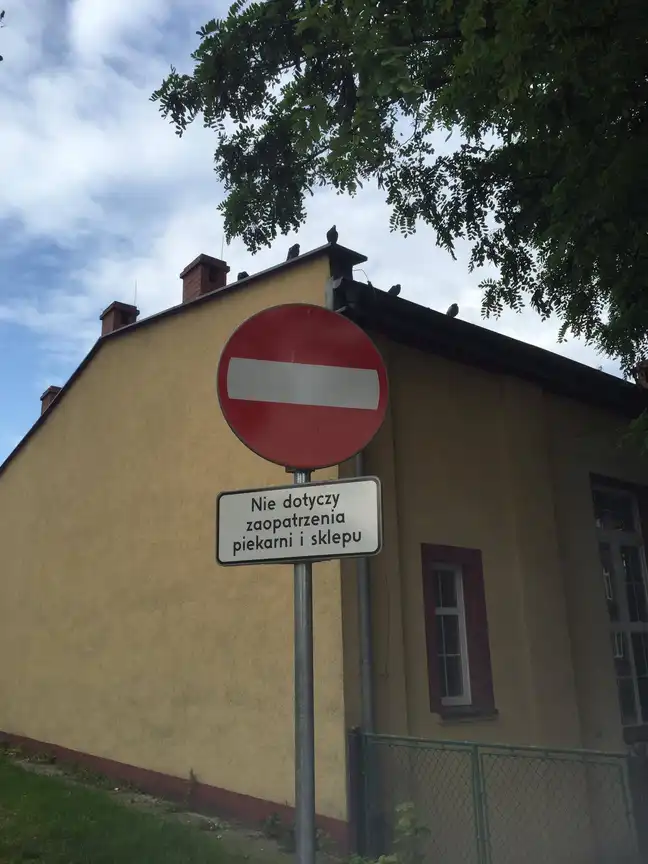 Nie dotyczy
zaopatrzenia
piekarni i sklepu